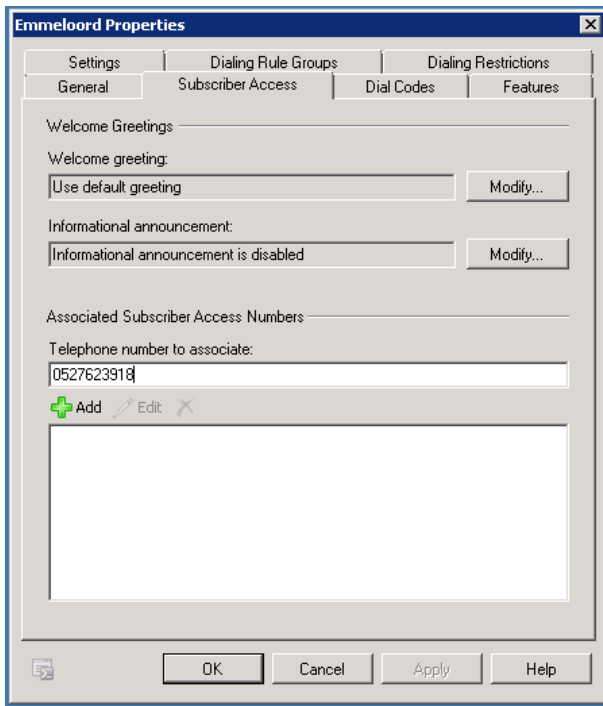 Emmeloord Properties
Settings Dialing Rule Groups Dialing Restrictions
General Subscriber Access Dial Codes Features
Welcome Greetings
Welcome greeting:
Use default greeting Modify...
Informational announcement:
Informational announcement is disabled Modify...
Associated Subscriber Access Numbers
Telephone number to associate:
0527623918
Add Edit
OK Cancel Apply Help